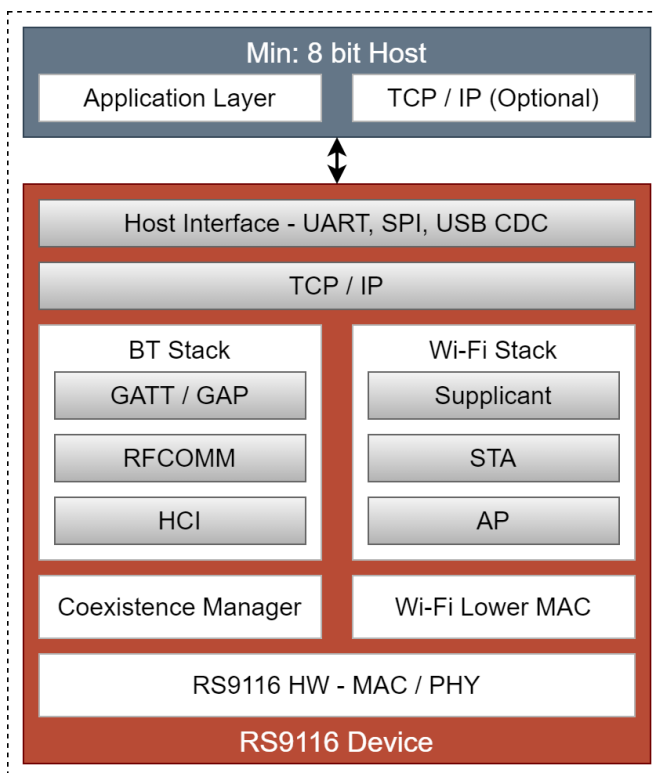 Min: 8 bit Host
Application Layer
TCP / IP (Optional)
Host Interface - UART, SPI, USB CDC
TCP / IP
BT Stack
GATT / GAP
RFCOMM
HCI
Wi-Fi Stack
Supplicant
STA
AP
Coexistence Manager
Wi-Fi Lower MAC
RS9116 HW - MAC / PHY
RS9116 Device